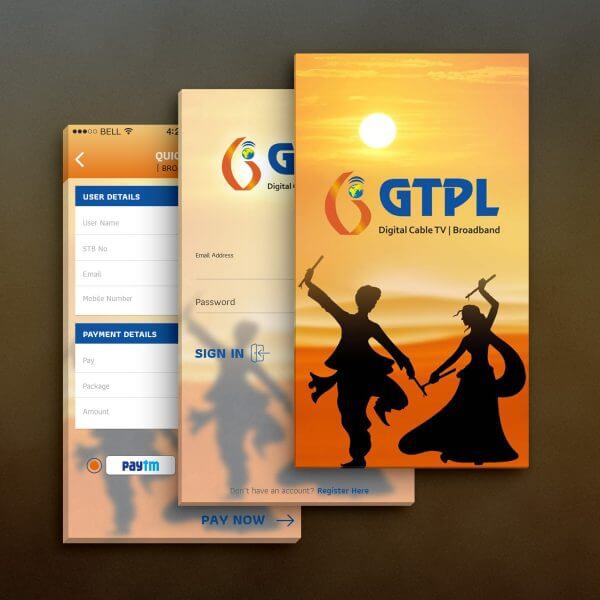 BELL
4:2
QUIC
[ BRO
USER DETAILS
User Name
STB No
Email
Mobile Number
PAYMENT DETAILS
Pay
Package
Amount
paytm
PAY NOW
G
Digital
Email Address
Password
SIGN IN
Don't have an account? Register Here
GTPL
Digital Cable TV | Broadband